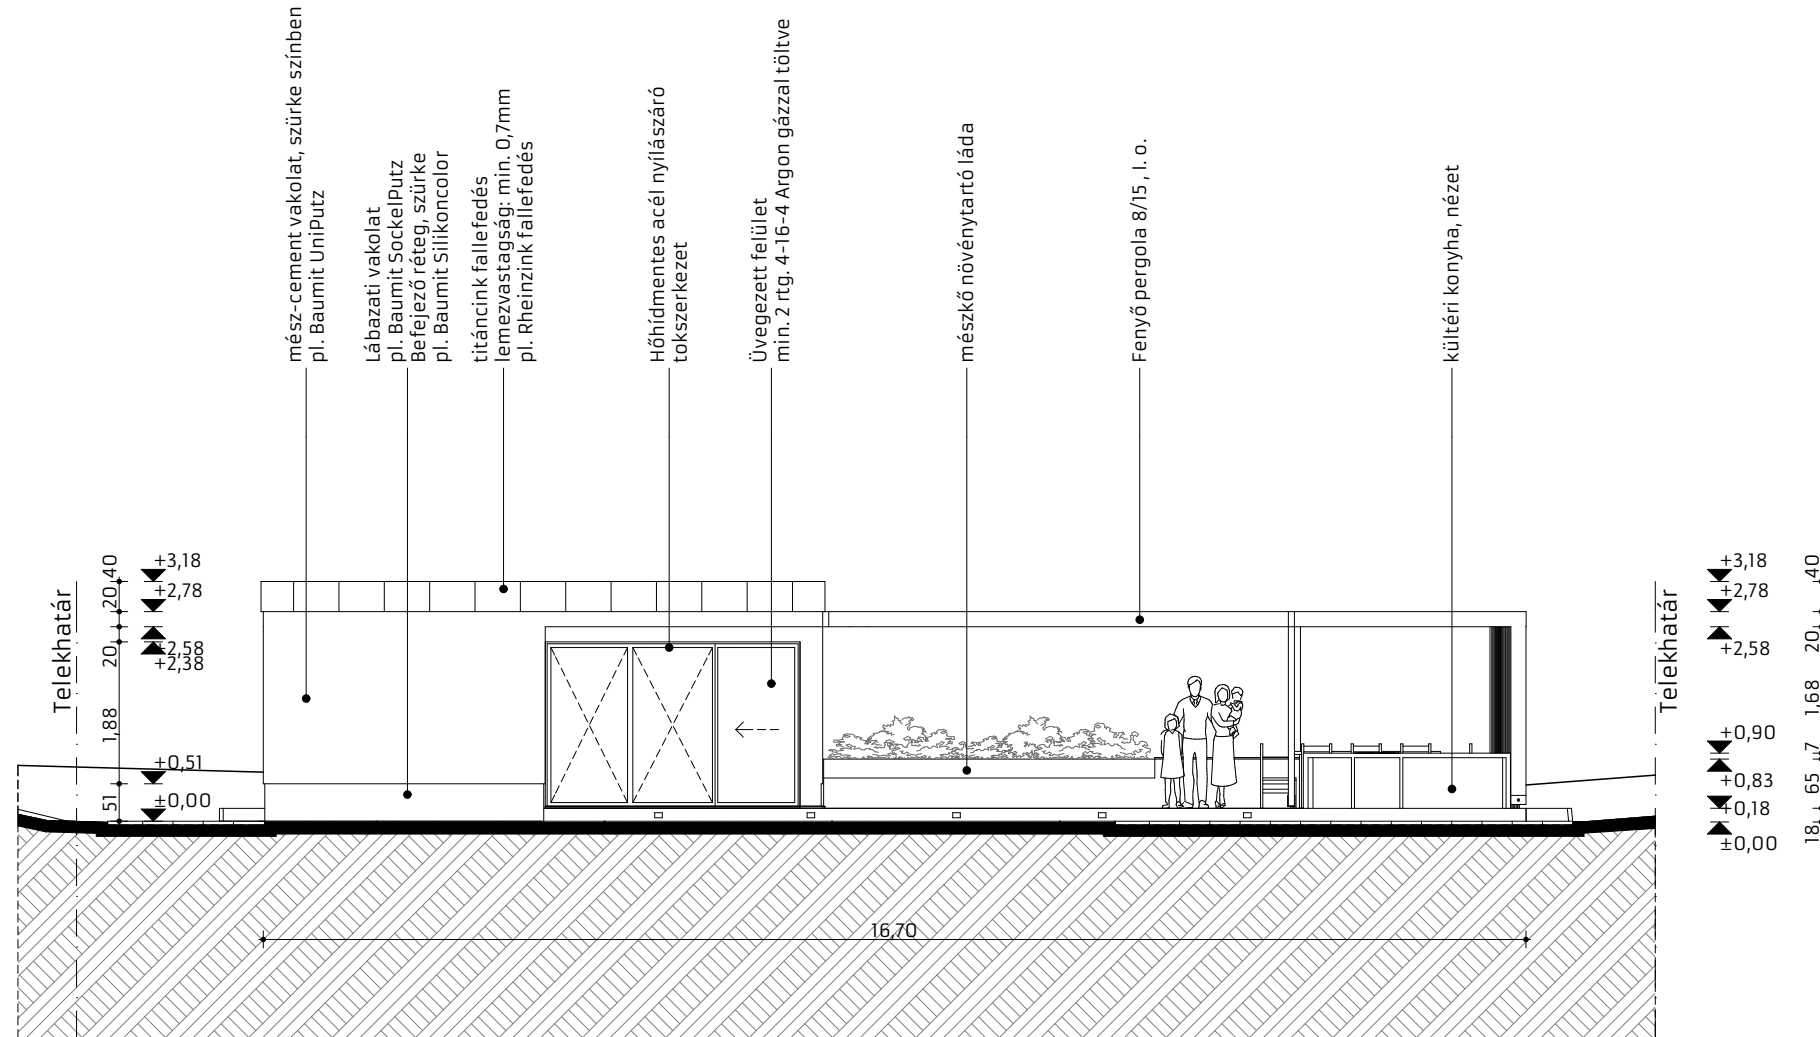 mész-cement vakolat, szürke színben
pl. Baumit UniPutz
Lábazati vakolat
pl. Baumit SockelPutz
Befejező réteg, szürke
pl. Baumit Silikoncolor
titáncink fallefedés
lemezvastagság: min. 0,7mm
pl. Rheinzink fallefedés
Hőhídmentes acél nyílászáró
tokszerkezet
Üvegezett felület
min. 2 rtg. 4-16-4 Argon gázzal töltve
mészkő növénytartó láda
Fenyő pergola 8/15, I. o.
kültéri konyha, nézet
Telekhatár
40
20
20
1,88
51
+3,18
+2,78
+2,58
+2,38
+0,51
±0,00
16,70
Telekhatár
+3,18
+2,78
+2,58
+0,90
+0,83
+0,18
±0,00
40
20
1,68
7
65
18